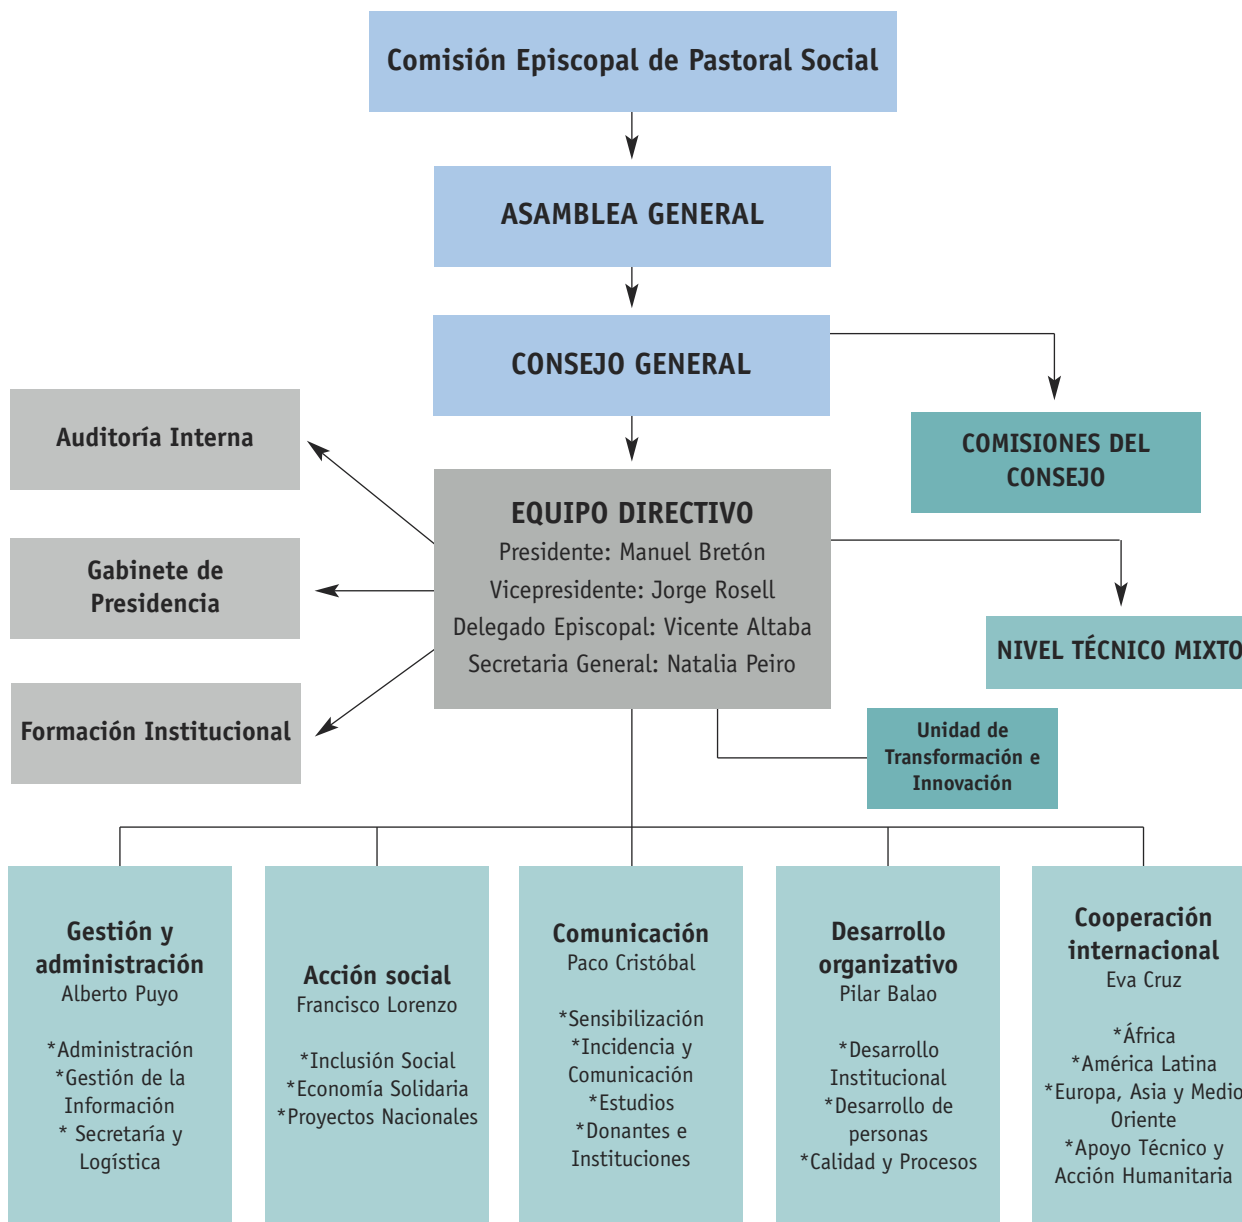 Comisión Episcopal de Pastoral Social
ASAMBLEA GENERAL
CONSEJO GENERAL
COMISIONES DEL
CONSEJO
Auditoría Interna
Gabinete de
Presidencia
Formación Institucional
EQUIPO DIRECTIVO
Presidente: Manuel Bretón
Vicepresidente: Jorge Rosell
Delegado Episcopal: Vicente Altaba
Secretaria General: Natalia Peiro
NIVEL TÉCNICO MIXTO
Unidad de
Transformación e
Innovación
Gestión y
administración
Alberto Puyo
*Administración
*Gestión de la
Información
* Secretaría y
Logística
Acción social
Francisco Lorenzo
*Inclusión Social
*Economía Solidaria
*Proyectos Nacionales
Comunicación
Paco Cristóbal
*Sensibilización
*Incidencia y
Comunicación
*Estudios
*Donantes e
Instituciones
Desarrollo
organizativo
Pilar Balao
*Desarrollo
Institucional
*Desarrollo de
personas
*Calidad y Procesos
Cooperación
internacional
Eva Cruz
*África
*América Latina
*Europa, Asia y Medio
Oriente
*Apoyo Técnico y
Acción Humanitaria